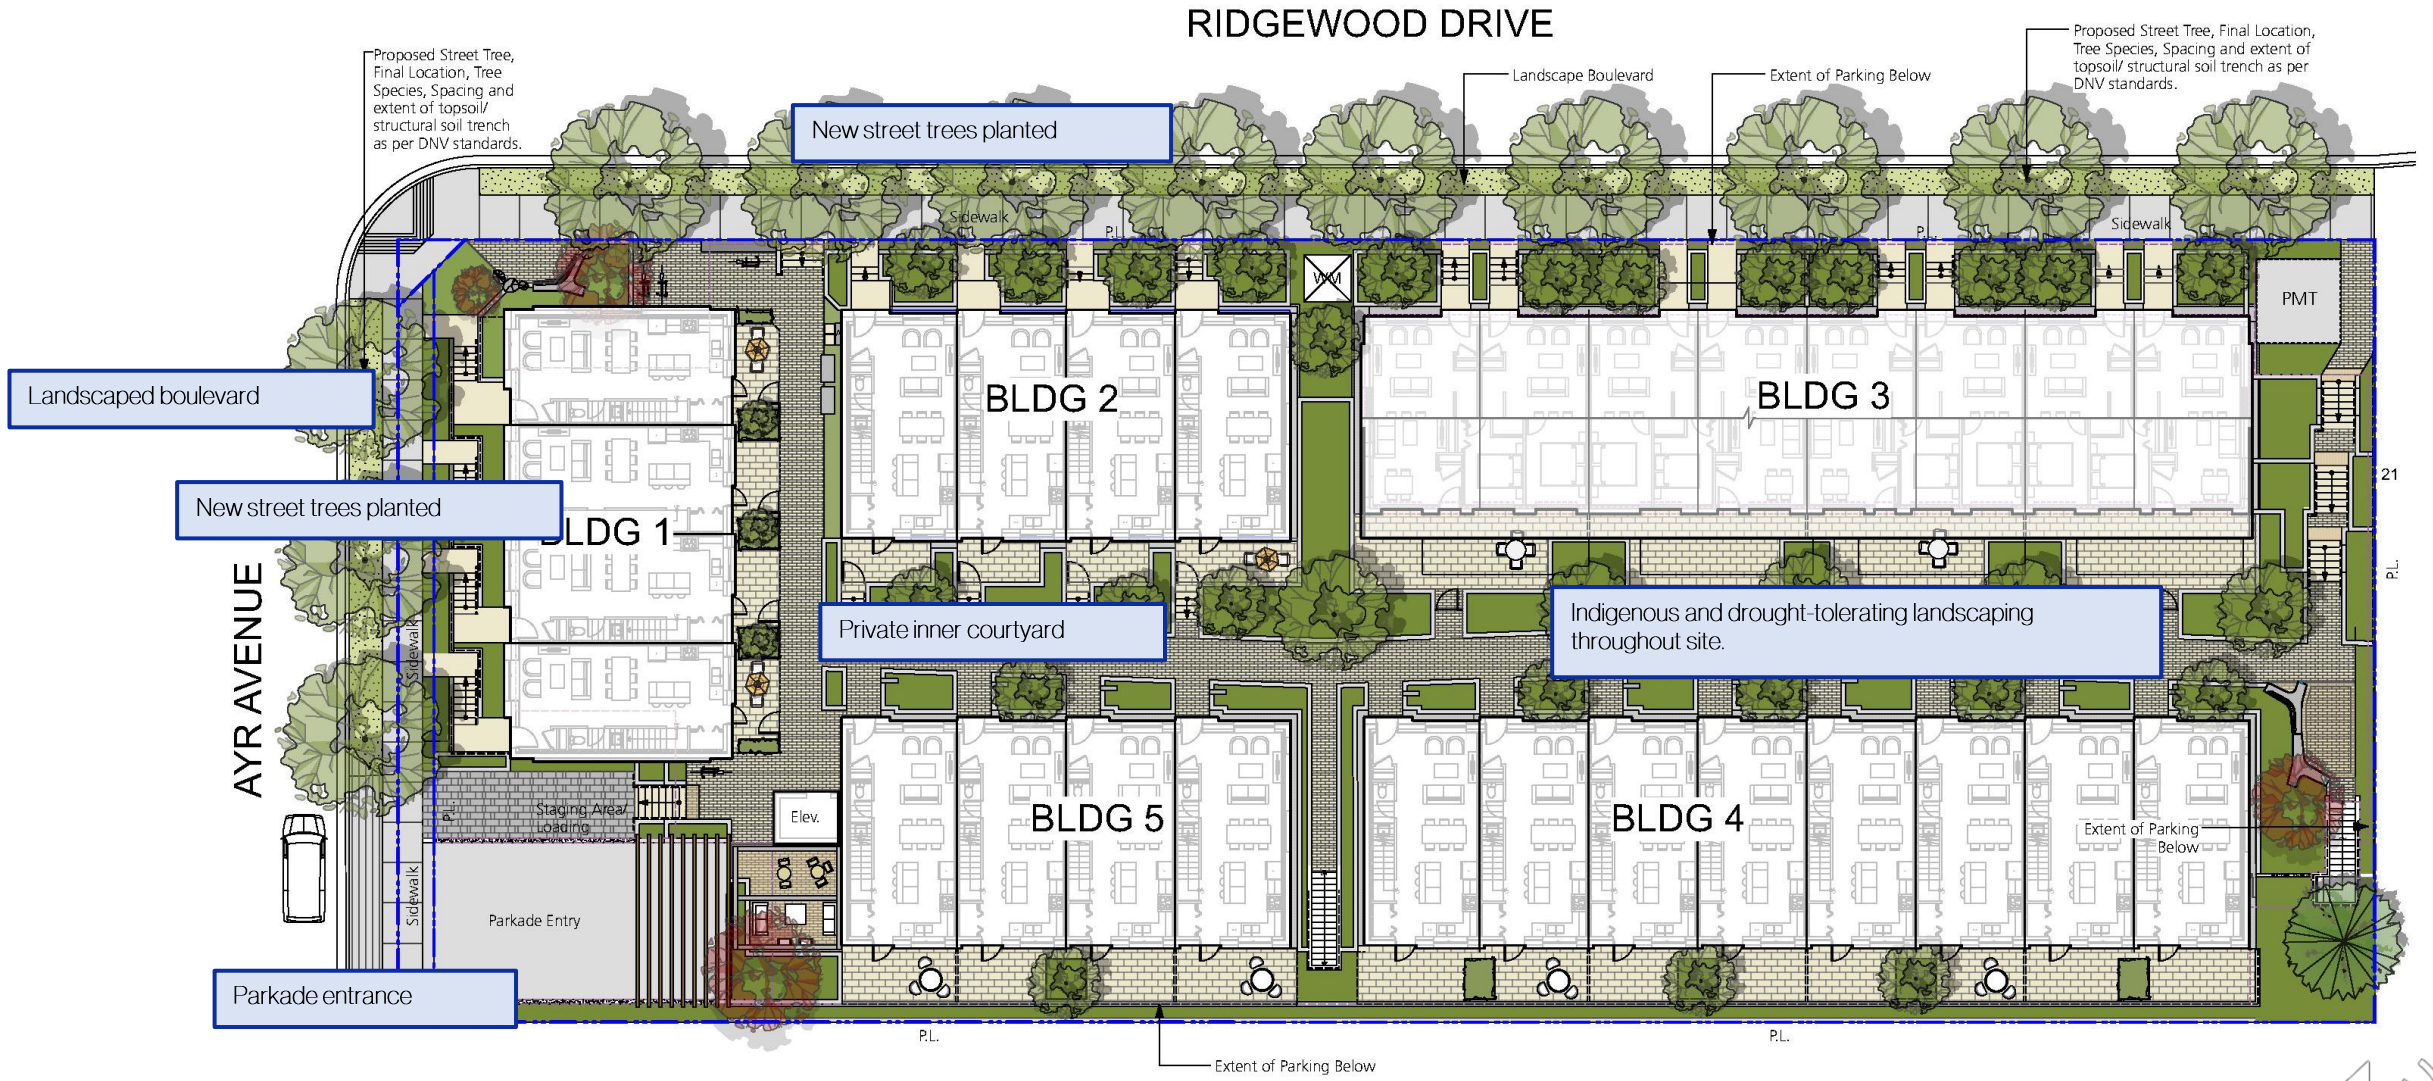 RIDGEWOOD DRIVE
Proposed Street Tree,
Final Location, Tree
Species, Spacing and
extent of topsoil/
structural soil trench
as per DNV standards.
Landscape Boulevard
Extent of Parking Below
Proposed Street Tree, Final Location,
Tree Species, Spacing and extent of
topsoil/ structural soil trench as per
DNV standards.
New street trees planted
Sidewalk
P.L.
Sidewalk
WM
PMT
Landscaped boulevard
BLDG 2
BLDG 3
21
New street trees planted
BLDG 1
P.L.
AYR AVENUE
Sidewalk
Private inner courtyard
Indigenous and drought-tolerating landscaping
throughout site.
P.L.
Staging Area/
Loading
Elev.
BLDG 5
BLDG 4
Extent of Parking
Below
Sidewalk
Parkade Entry
Parkade entrance
P.L.
P.L.
Extent of Parking Below